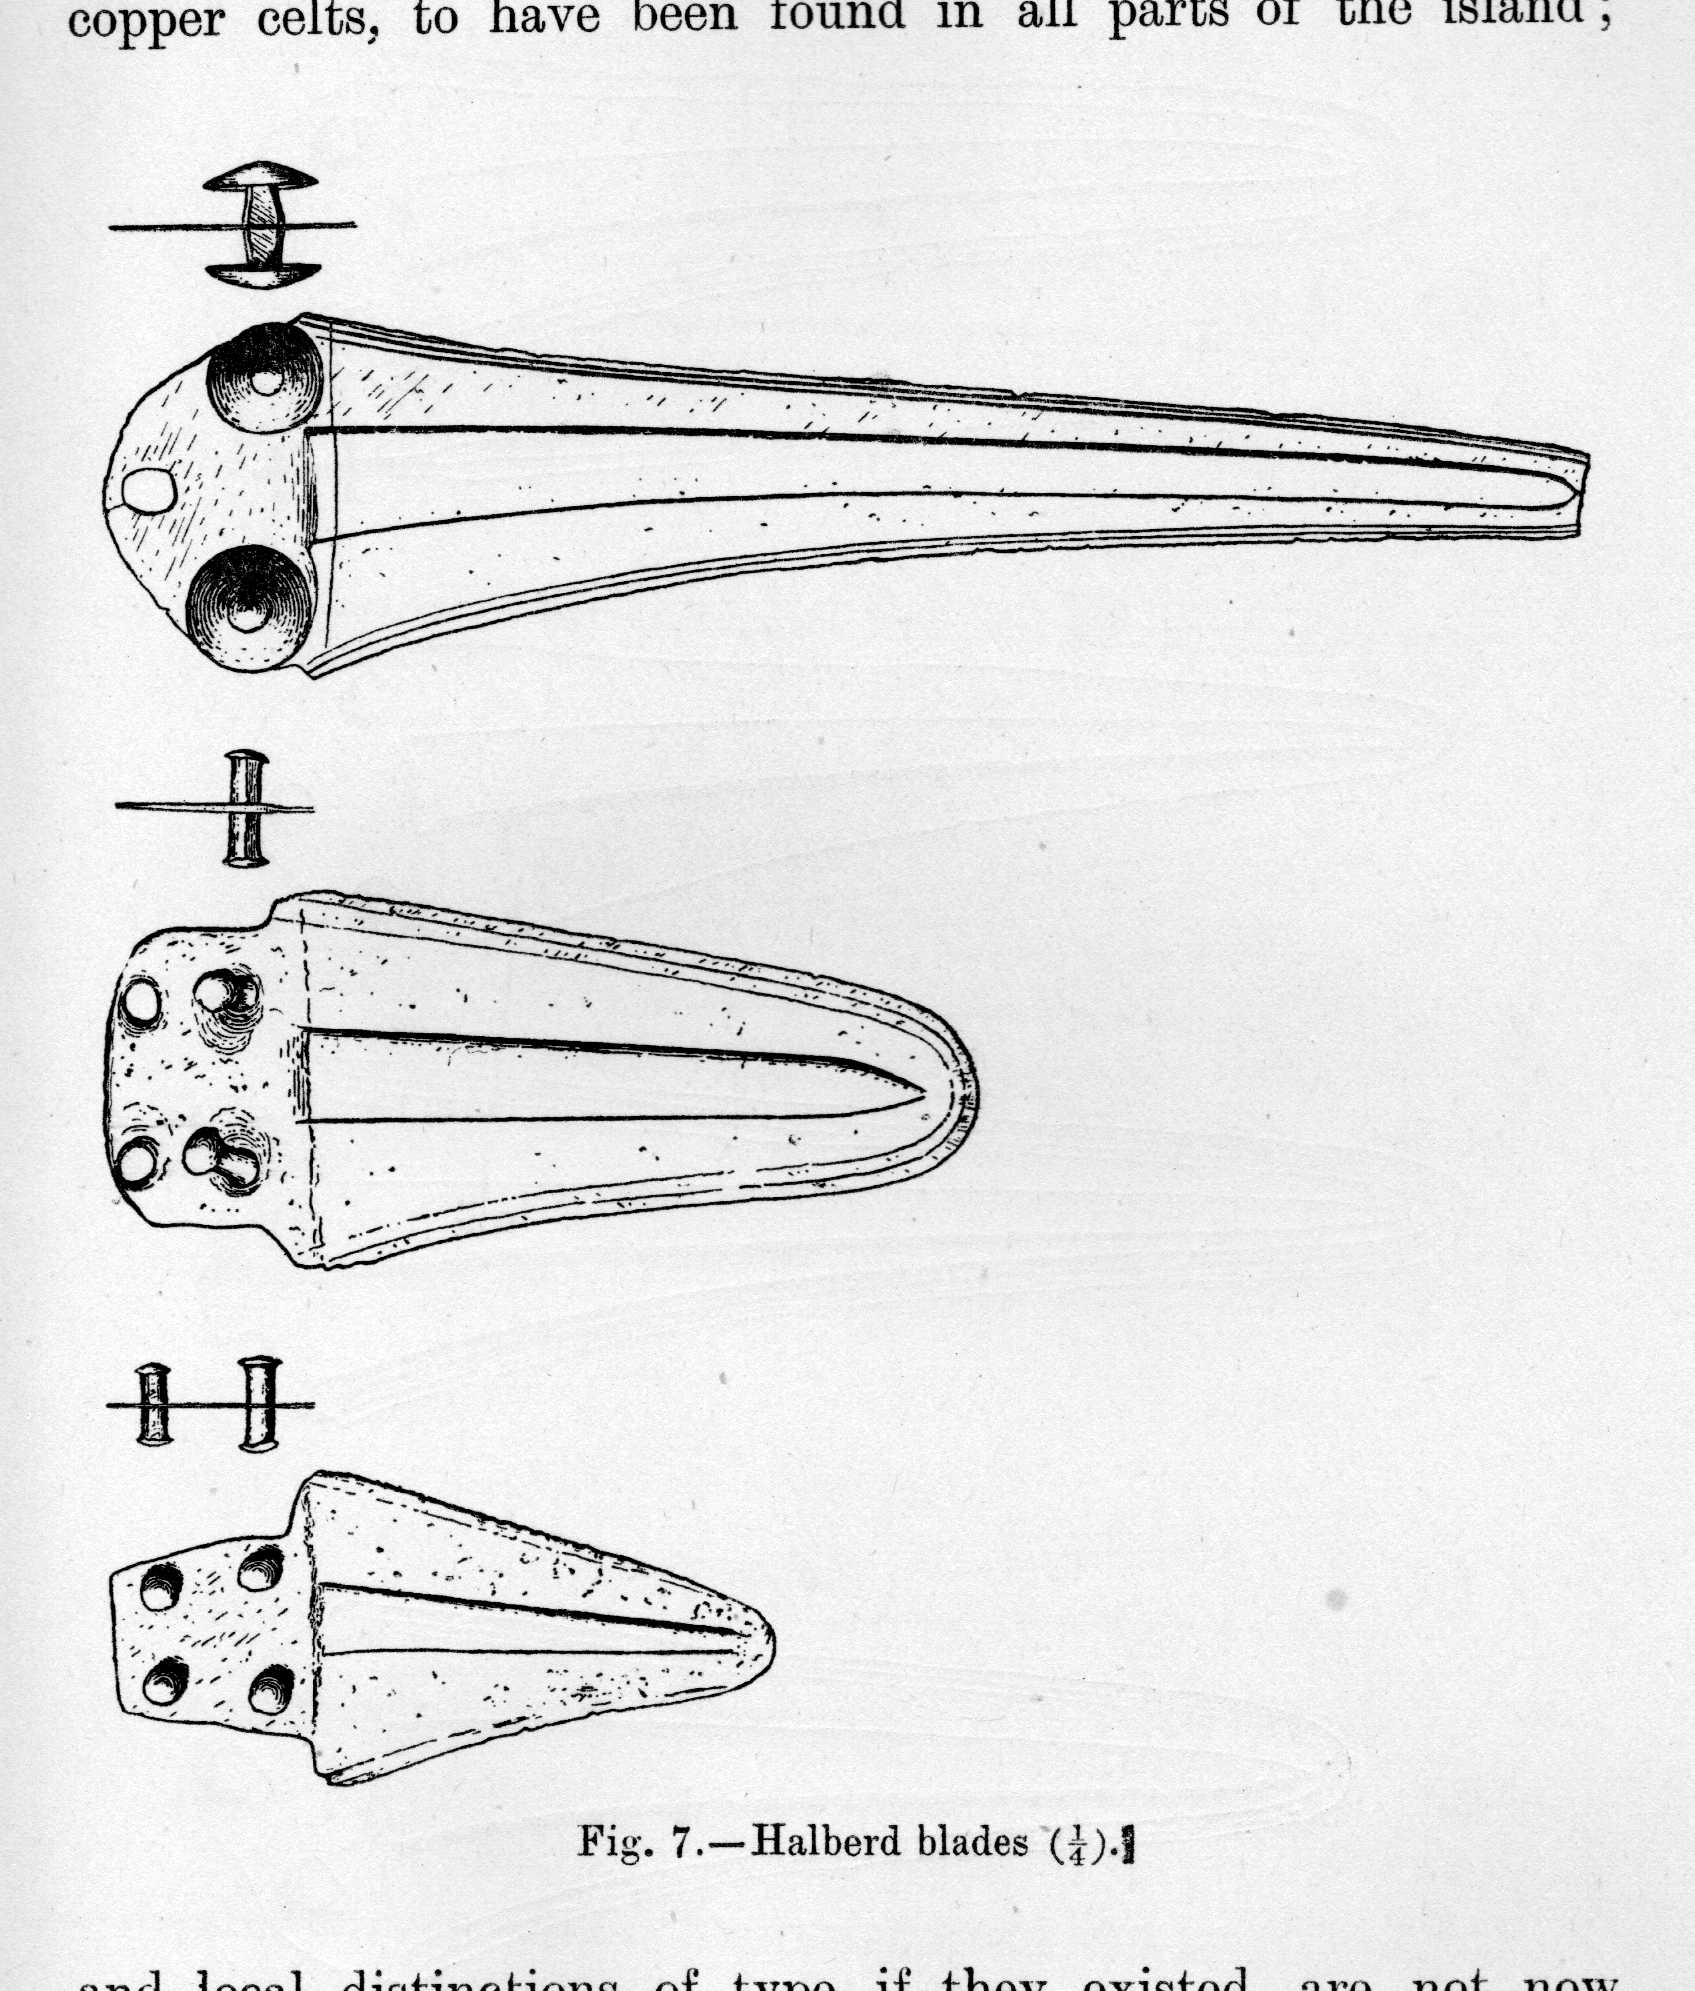 copper celts, to have been found in all parts of the island ;
Fig. 7.—Halberd blades (¼).
and local distinctions of type if they existed are not now